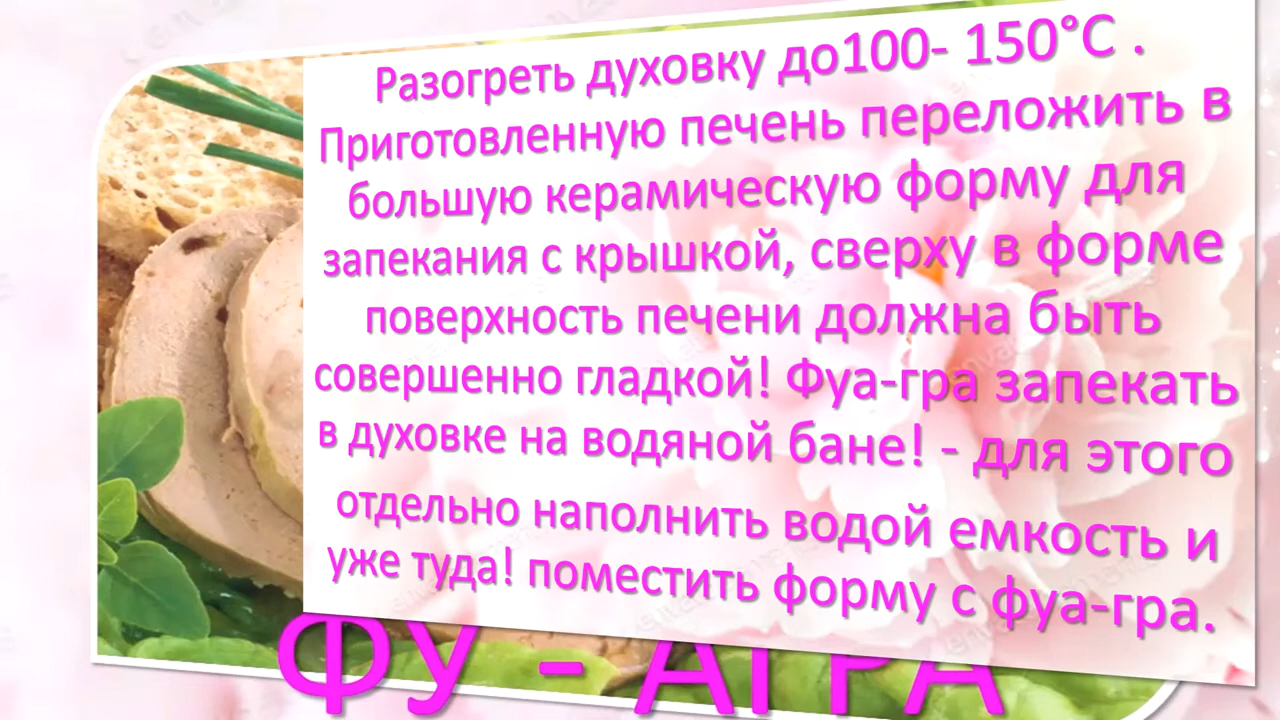 Разогреть духовку до100- 150°С .
Приготовленную печень переложить в
большую керамическую форму для
запекания с крышкой, сверху в форме
поверхность печени должна быть
совершенно гладкой! Фуа-гра запекать
в духовке на водяной бане! - для этого
отдельно наполнить водой емкость и
уже туда! поместить форму с фуа-гра.
ФУ - АГРА